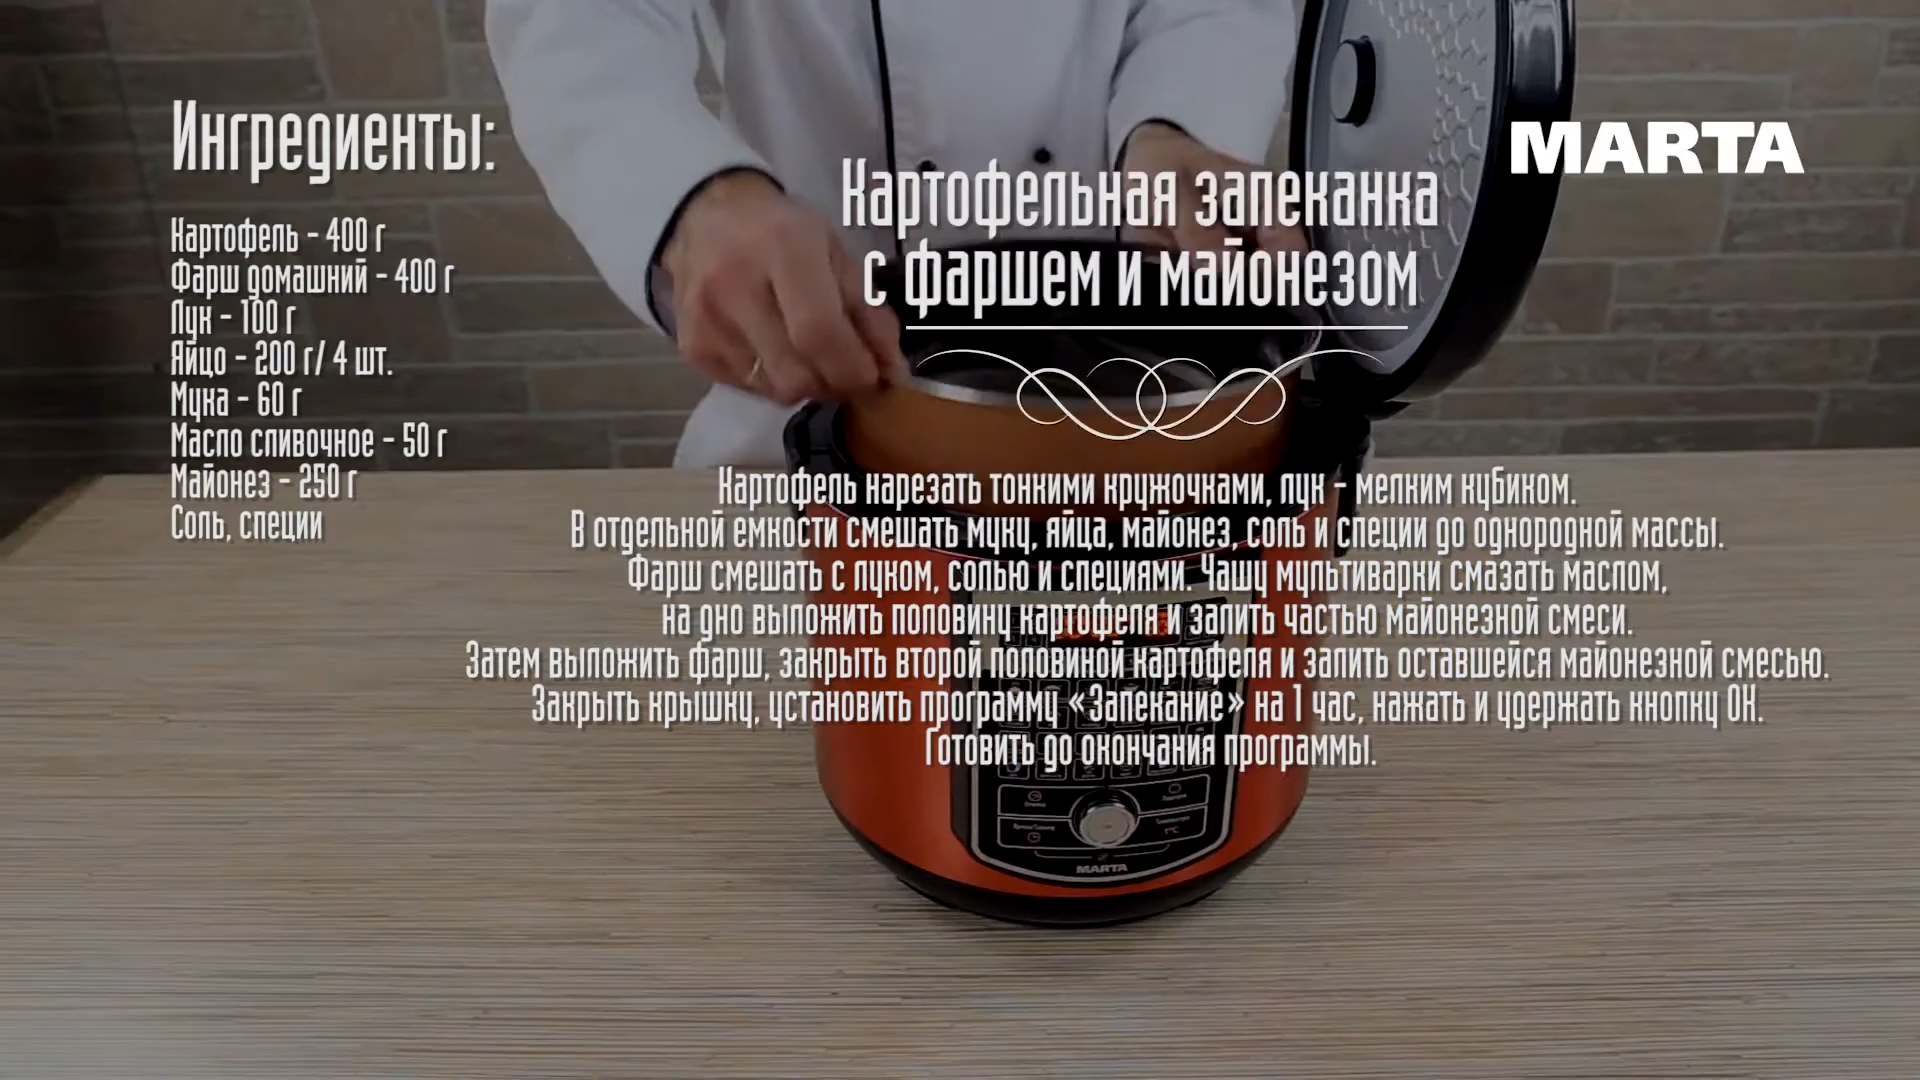 Ингредиенты:
Картофель - 400 г
Фарш домашний - 400 г
Лук - 100 г
Яйцо - 200 г/ 4 шт.
Мука - 60 г
Масло сливочное - 50 г
Майонез - 250 г
Соль, специи
MARTA
Картофельная запеканка
с фаршем и майонезом
Картофель нарезать тонкими кружочками, лук - мелким кубиком.
В отдельной емкости смешать муку, яйца, майонез, соль и специи до однородной массы.
Фарш смешать с луком, солью и специями. Чашу мультиварки смазать маслом,
на дно выложить половину картофеля и залить частью майонезной смеси.
Затем выложить фарш, закрыть второй половиной картофеля и залить оставшейся майонезной смесью.
Закрыть крышку, установить программу «Запекание» на 1 час, нажать и удержать кнопку ОК.
Готовить до окончания программы.
MARTA